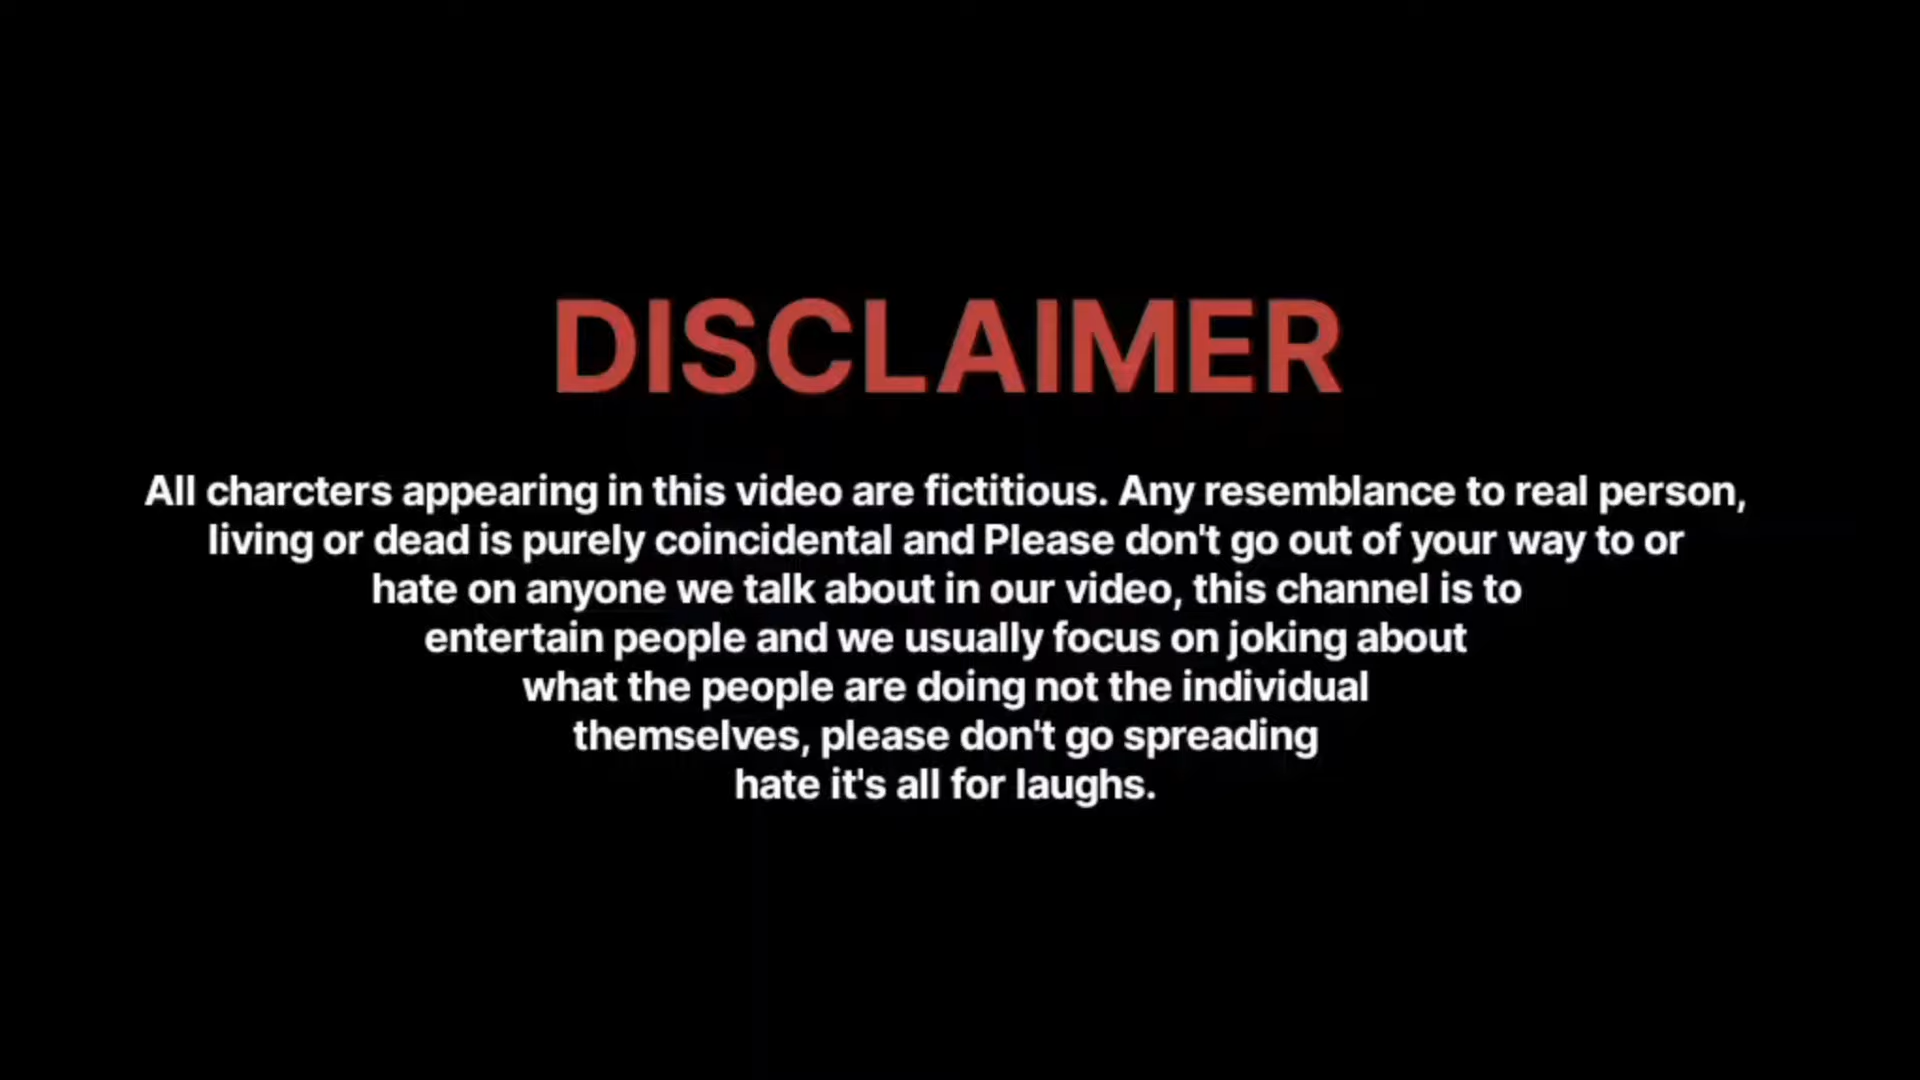 DISCLAIMER
All charcters appearing in this video are fictitious. Any resemblance to real person,
living or dead is purely coincidental and Please don't go out of your way to or
hate on anyone we talk about in our video, this channel is to
entertain people and we usually focus on joking about
what the people are doing not the individual
themselves, please don't go spreading
hate it's all for laughs.